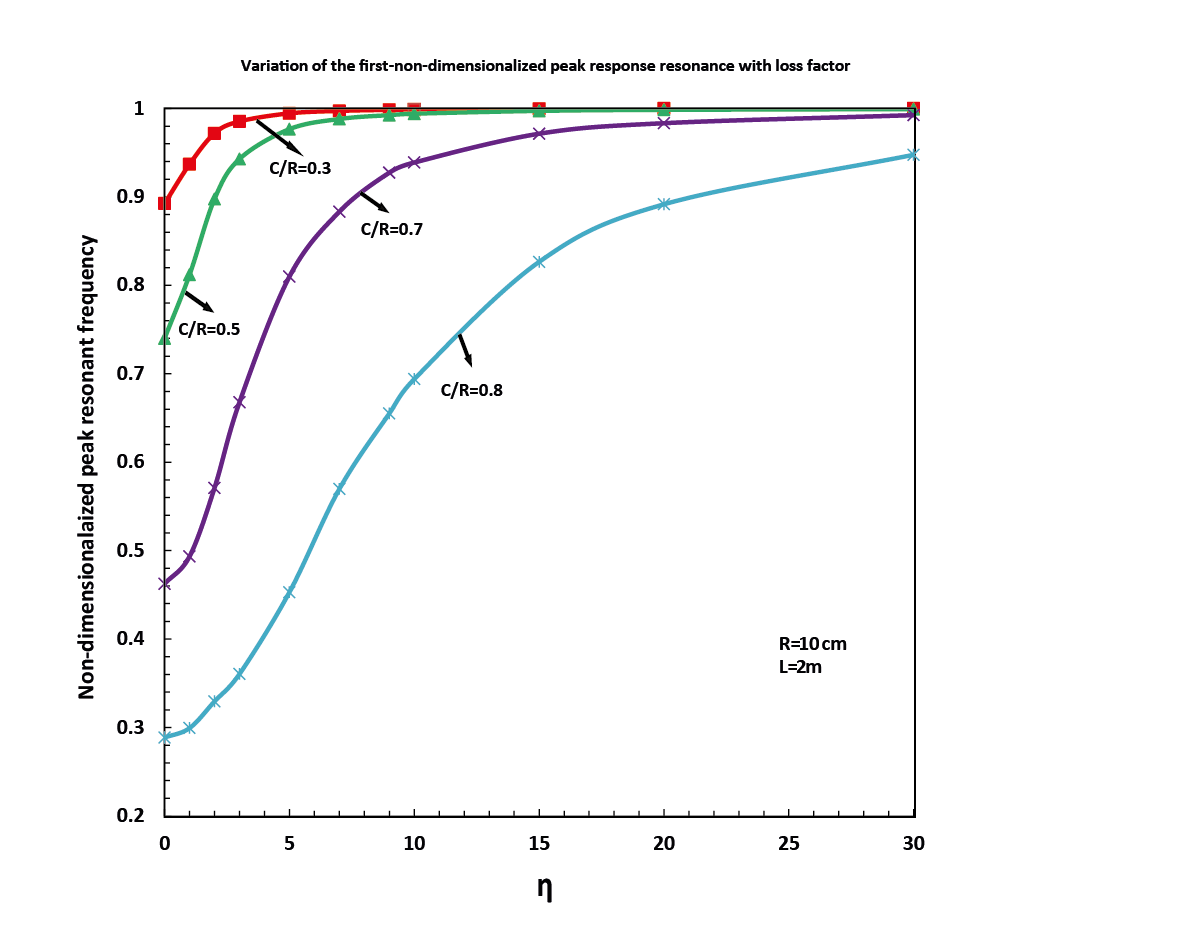 Variation of the first-non-dimensionalized peak response resonance with loss factor
Non-dimensionalaized peak resonant frequency
1
0.9
0.8
0.7
0.6
0.5
0.4
0.3
0.2
C/R=0.3
C/R=0.7
C/R=0.5
C/R=0.8
R=10 cm
L=2m
0 5 10 15 20 25 30
η